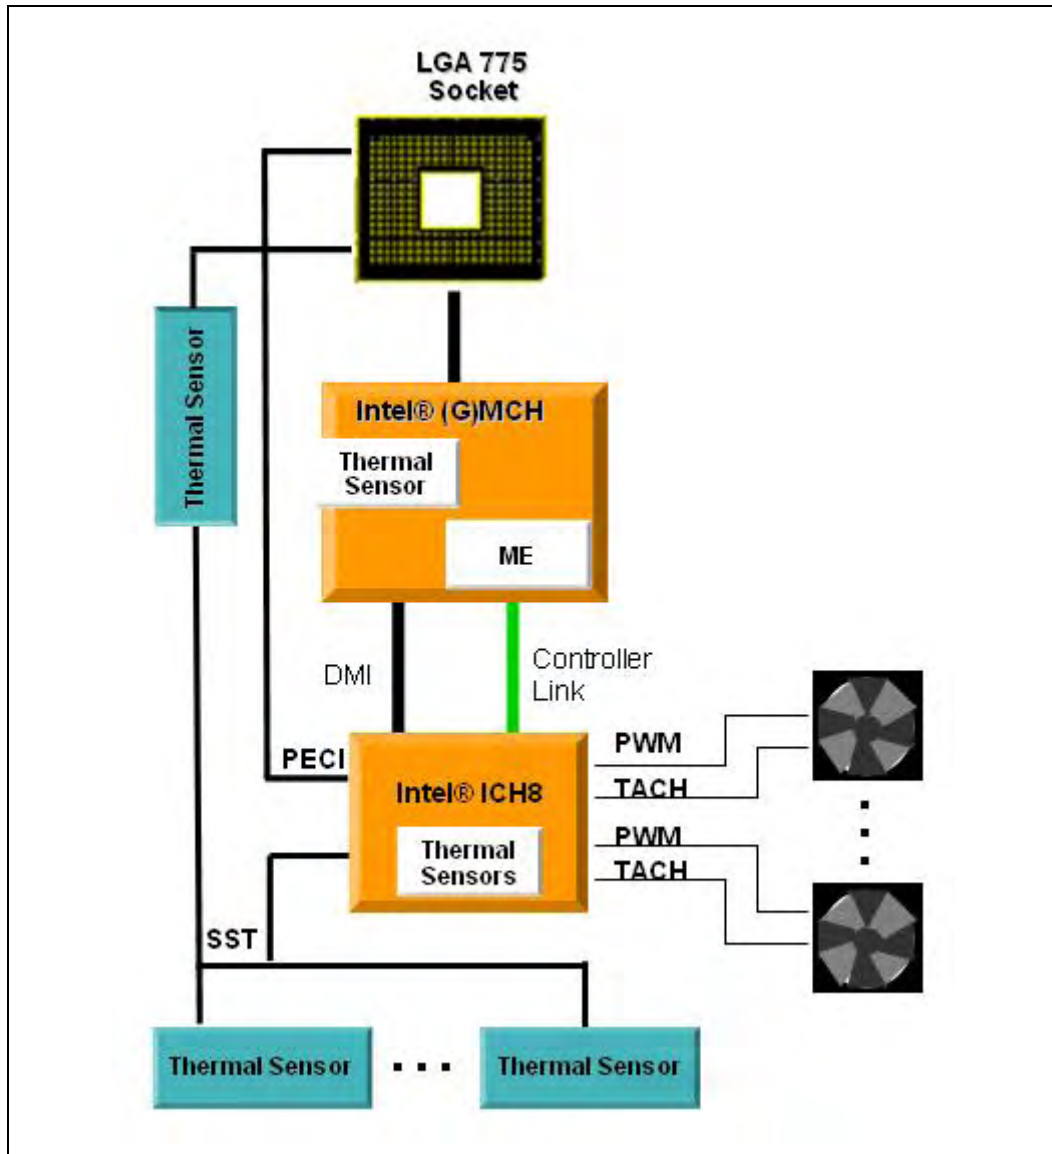 LGA 775
Socket
Thermal Sensor
Intel® (G)MCH
Thermal
Sensor
ME
DMI
Controller
Link
PECI
Intel® ICH8
Thermal
Sensors
PWM
TACH
PWM
TACH
SST
Thermal Sensor
Thermal Sensor